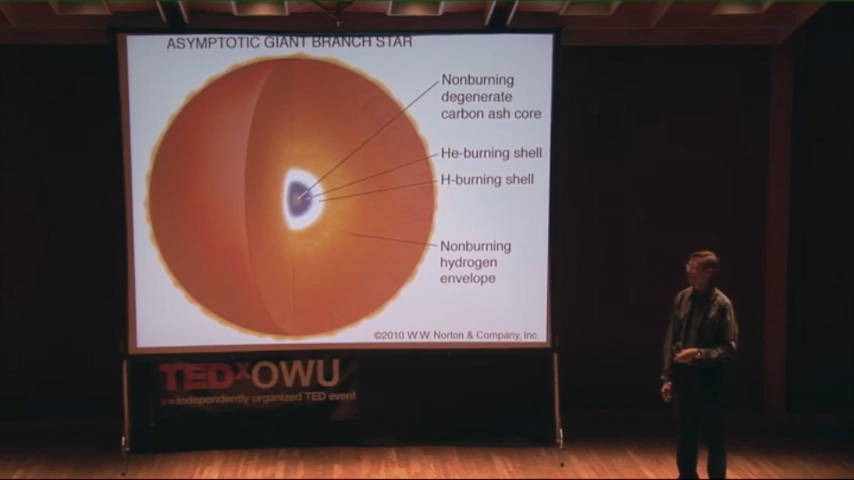 ASYMPTOTIC GIANT BRANCH STAR
Nonburning
degenerate
carbon ash core
He-burning shell
H-burning shell
Nonburning
hydrogen
envelope
©2010 W.W. Norton & Company, Inc.
TEDxOWU
x = independently organized TED event